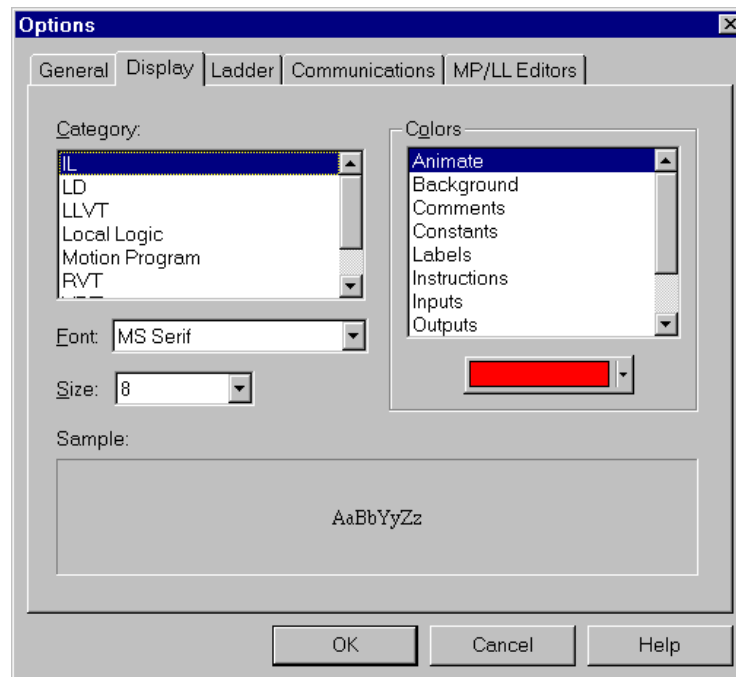 Options
General Display Ladder Communications MP/LL Editors
Category:
IL
LD
LLVT
Local Logic
Motion Program
RVT
Font: MS Serif
Size: 8
Colors
Animate
Background
Comments
Constants
Labels
Instructions
Inputs
Outputs
Sample:
AaBbYyZz
OK Cancel Help